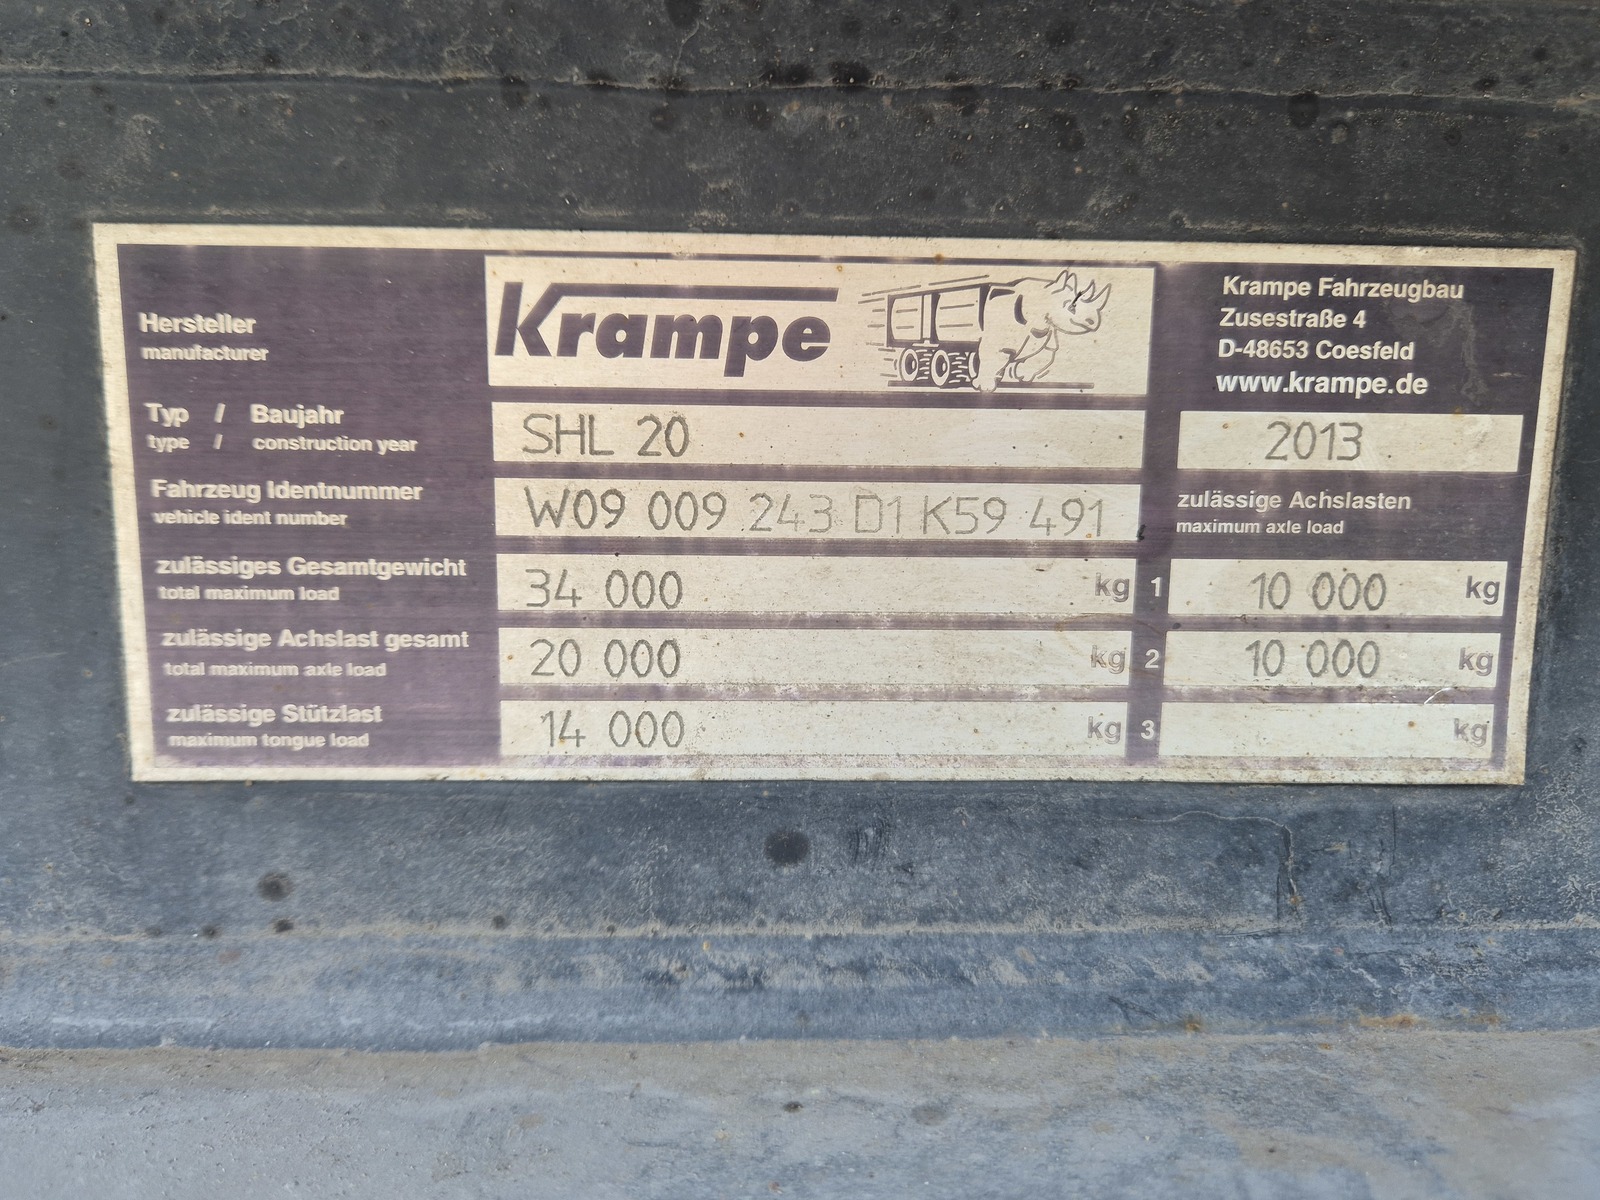 Hersteller
manufacturer
Krampe
Krampe Fahrzeugbau
Zusestraße 4
D-48653 Coesfeld
www.krampe.de
Typ / Baujahr
type / construction year
SHL 20
2013
Fahrzeug Identnummer
vehicle ident number
W09 009 243 D1 K59 491
zulässige Achslasten
maximum axle load
zulässiges Gesamtgewicht
total maximum load
34 000 kg
1 10 000 kg
zulässige Achslast gesamt
total maximum axle load
20 000 kg
2 10 000 kg
zulässige Stützlast
maximum tongue load
14 000 kg
3 kg